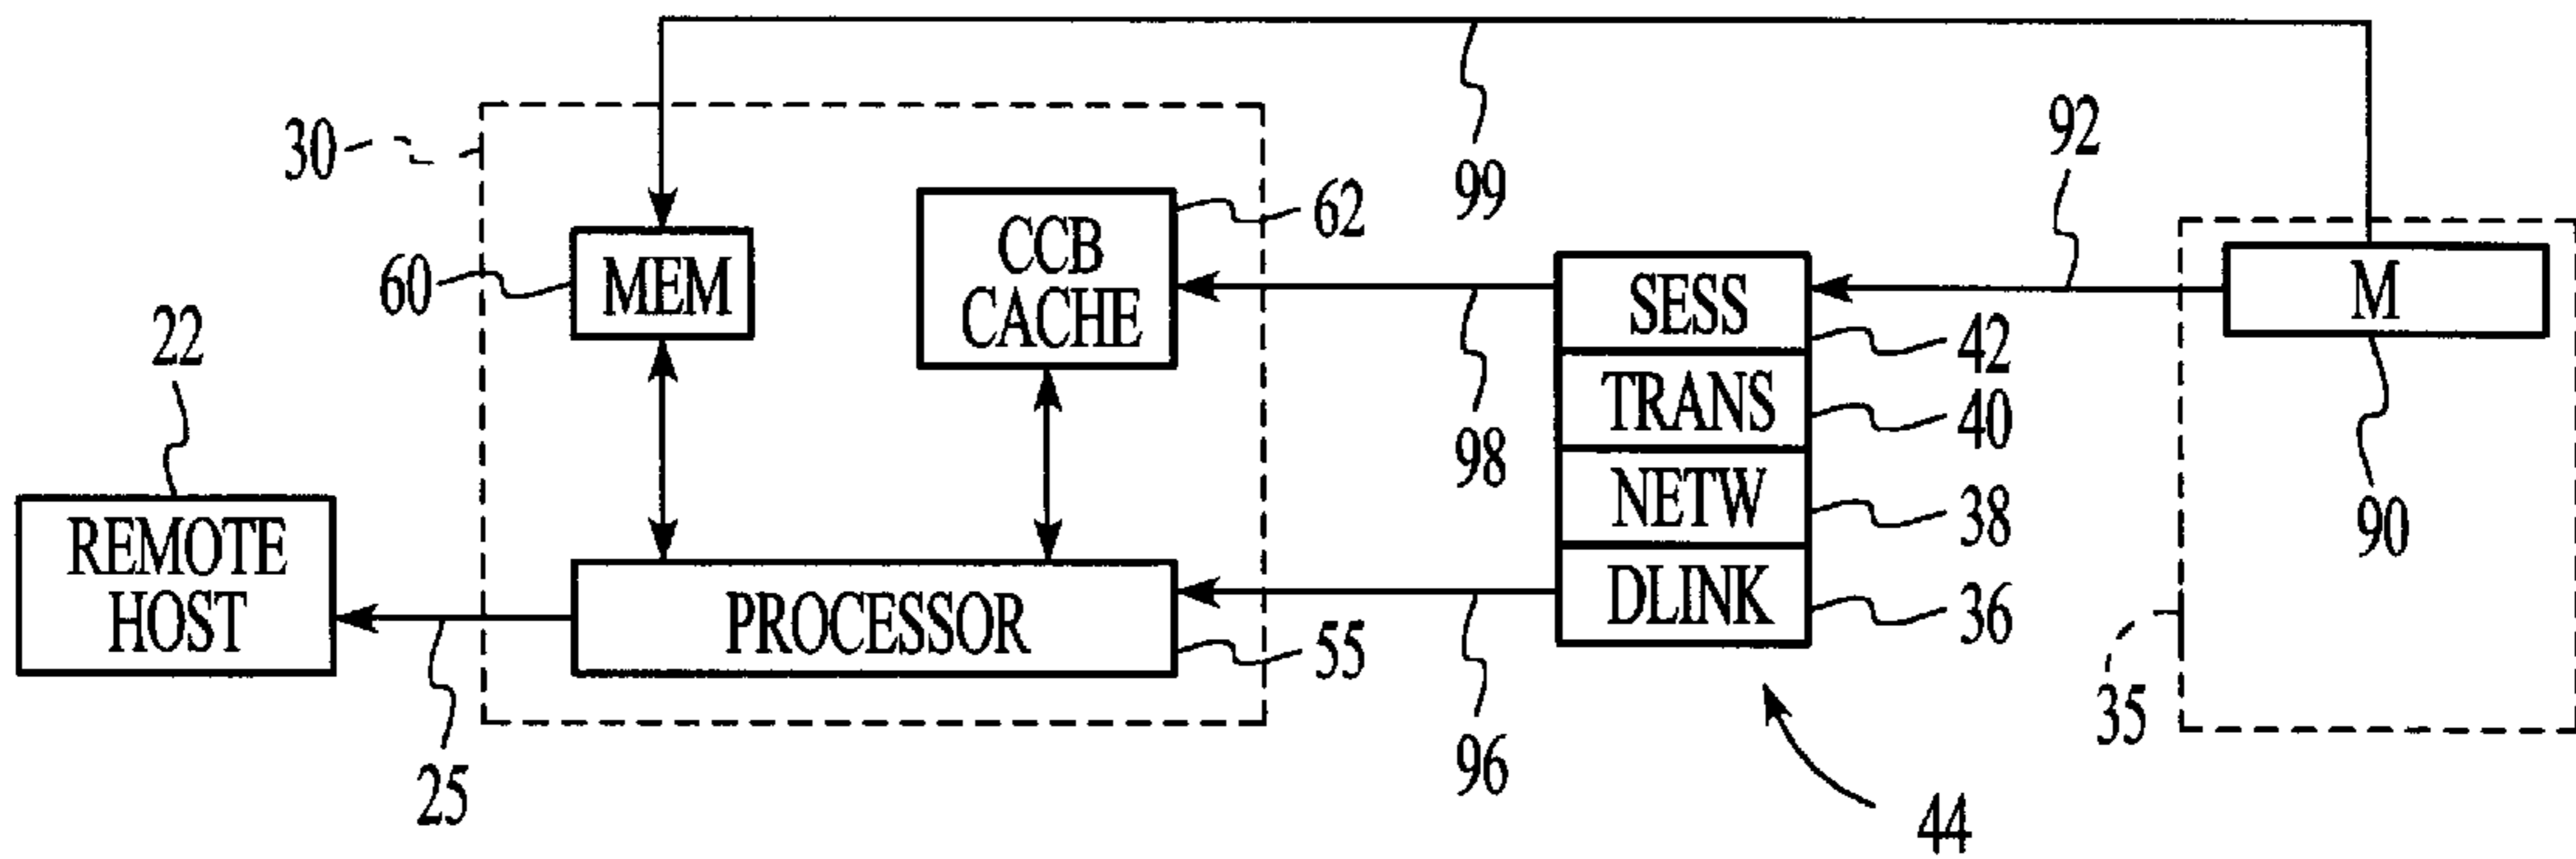 99
92
30
62
CCB
CACHE
60
MEM
M
SESS
42
22
98
TRANS
40
90
NETW
38
REMOTE
HOST
PROCESSOR
DLINK
36
55
35
25
96
44